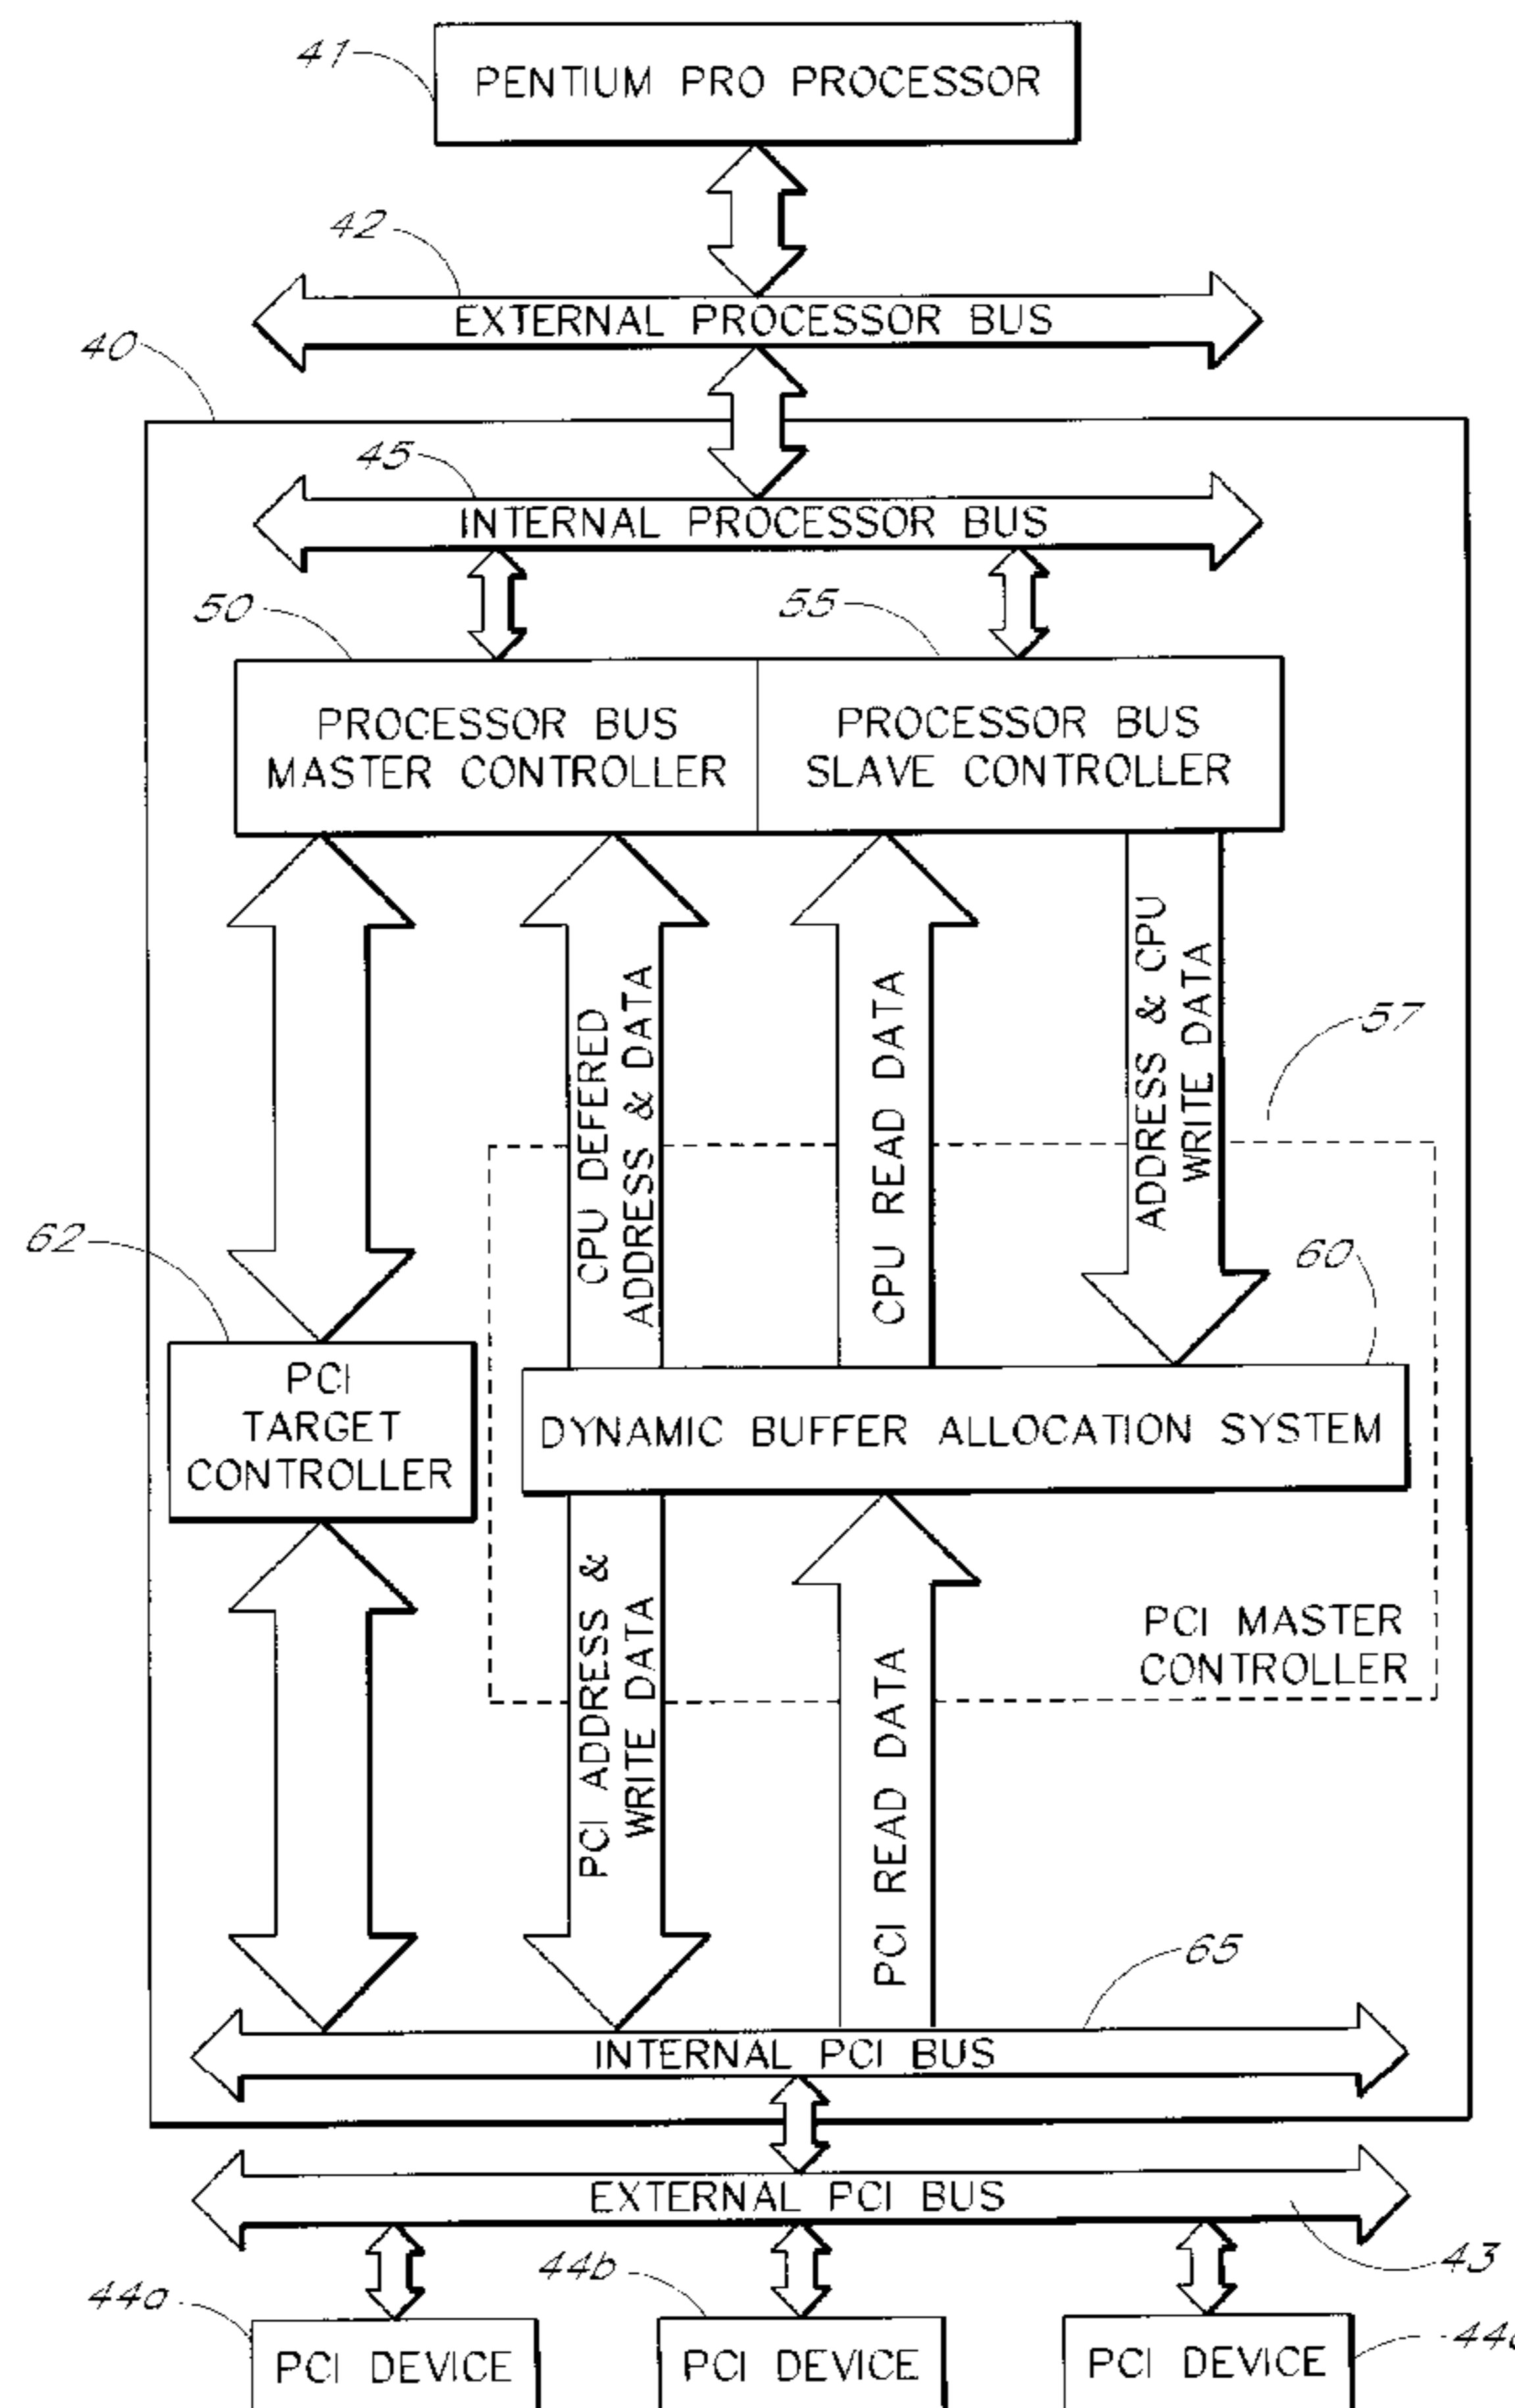 41
PENTIUM PRO PROCESSOR
42
EXTERNAL PROCESSOR BUS
40
45
INTERNAL PROCESSOR BUS
50
55
PROCESSOR BUS
MASTER CONTROLLER
PROCESSOR BUS
SLAVE CONTROLLER
CPU DEFERED
ADDRESS & DATA
CPU READ DATA
ADDRESS & CPU
WRITE DATA
57
62
60
PCI
TARGET
CONTROLLER
DYNAMIC BUFFER ALLOCATION SYSTEM
PCI ADDRESS &
WRITE DATA
PCI READ DATA
PCI MASTER
CONTROLLER
65
INTERNAL PCI BUS
EXTERNAL PCI BUS
43
44a
44b
PCI DEVICE
PCI DEVICE
PCI DEVICE